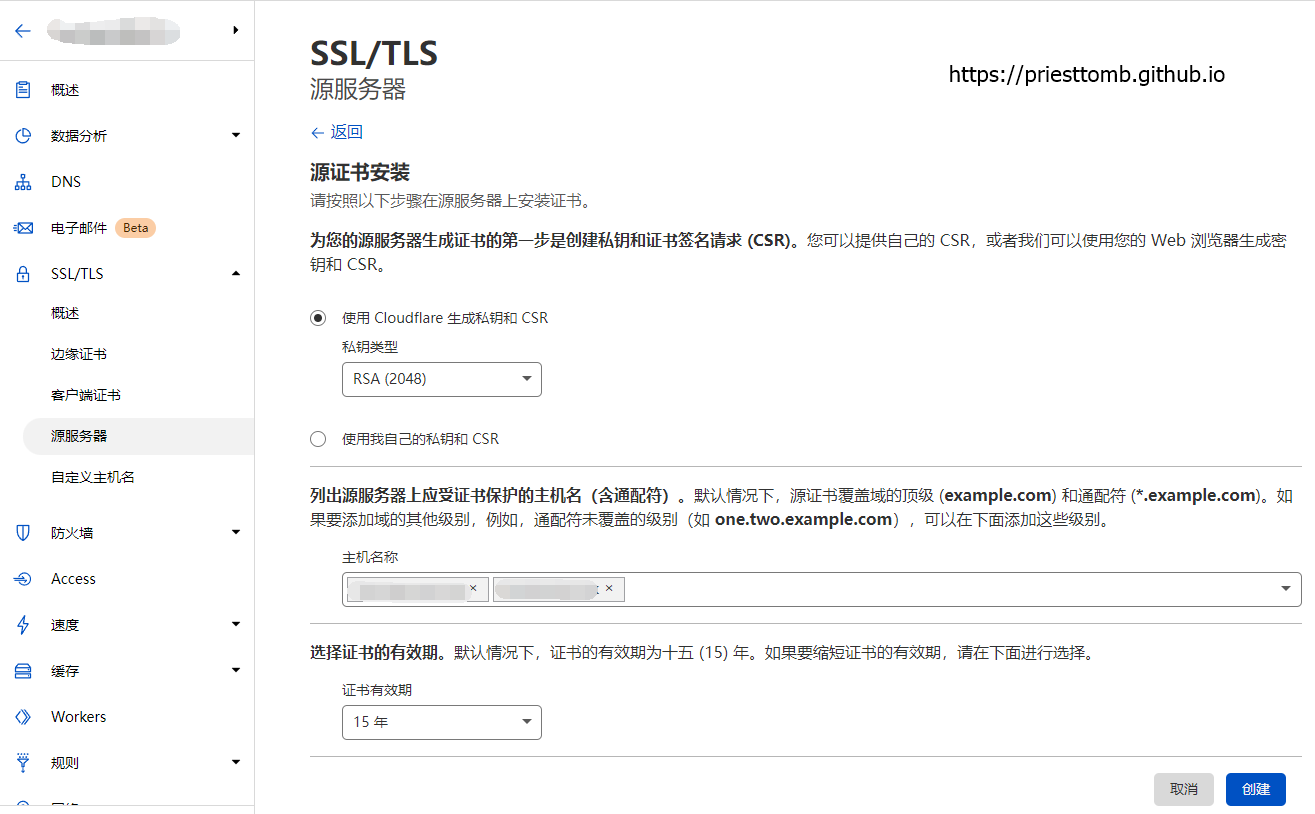 概述
数据分析
DNS
电子邮件 Beta
SSL/TLS
概述
边缘证书
客户端证书
源服务器
自定义主机名
防火墙
Access
速度
缓存
Workers
规则
SSL/TLS
https://priesttomb.github.io
源服务器
← 返回
源证书安装
请按照以下步骤在源服务器上安装证书。
为您的源服务器生成证书的第一步是创建私钥和证书签名请求 (CSR)。您可以提供自己的 CSR，或者我们可以使用您的 Web 浏览器生成密
钥和 CSR。
使用 Cloudflare 生成私钥和 CSR
私钥类型
RSA (2048)
使用我自己的私钥和 CSR
列出源服务器上应受证书保护的主机名（含通配符）。默认情况下，源证书覆盖域的顶级 (example.com) 和通配符 (*.example.com)。如
果要添加域的其他级别，例如，通配符未覆盖的级别（如 one.two.example.com），可以在下面添加这些级别。
主机名称
× ×
选择证书的有效期。默认情况下，证书的有效期为十五 (15) 年。如果要缩短证书的有效期，请在下面进行选择。
证书有效期
15 年
取消 创建